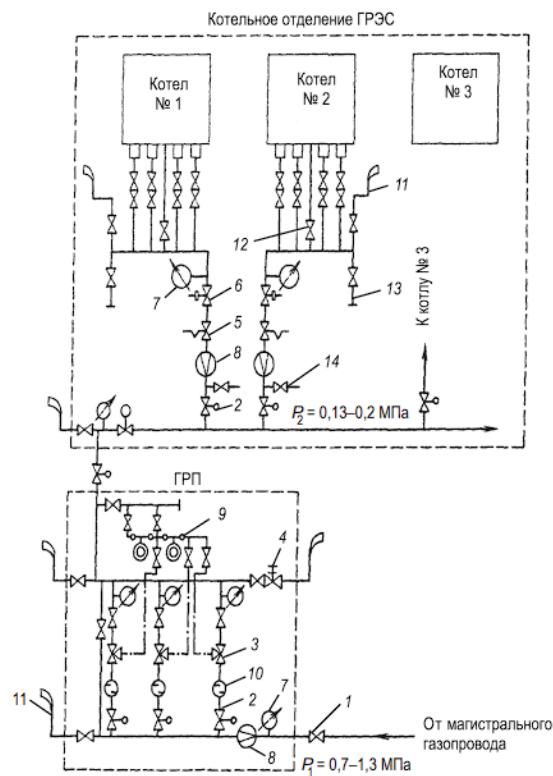 Котельное отделение ГРЭС
Котел № 1
Котел № 2
Котел № 3
11
12
7
6
13
К котлу № 3
5
8
14
2
P₂ = 0,13–0,2 МПа
ГРП
9
4
3
10
11
2
7
1
От магистрального
газопровода
8
P₁ = 0,7–1,3 МПа